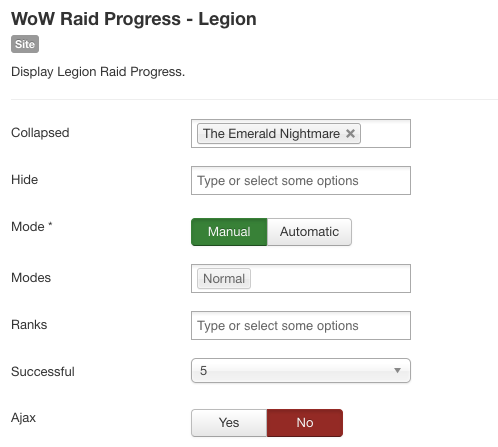 WoW Raid Progress - Legion
Site
Display Legion Raid Progress.
Collapsed The Emerald Nightmare ×
Hide Type or select some options
Mode * Manual Automatic
Modes Normal
Ranks Type or select some options
Successful 5
Ajax Yes No